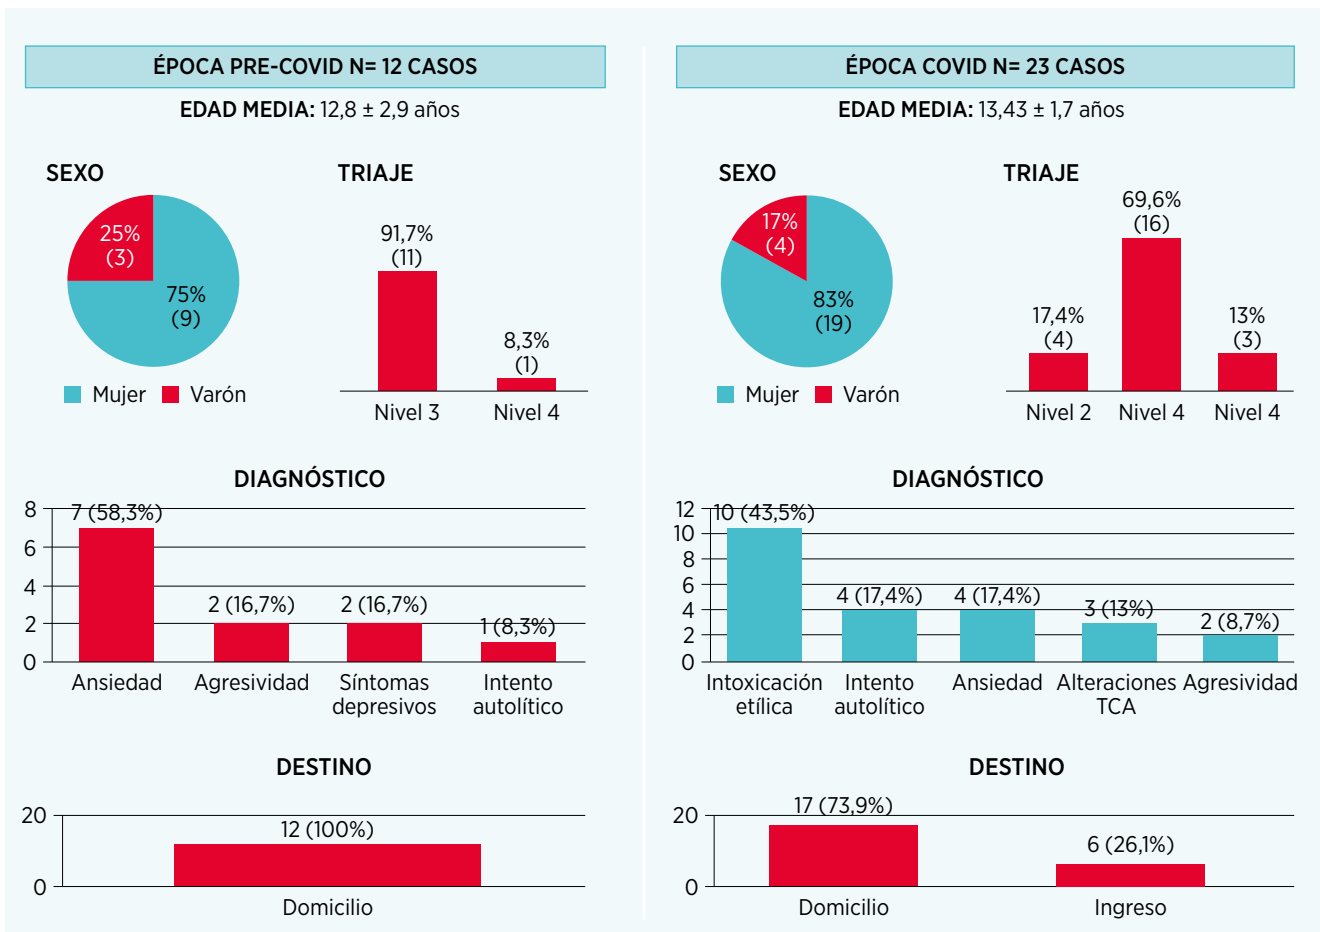 ÉPOCA PRE-COVID N= 12 CASOS
EDAD MEDIA: 12,8 ± 2,9 años
SEXO
25%
(3)
75%
(9)
Mujer
Varón
TRIAJE
91,7%
(11)
8,3%
(1)
Nivel 3
Nivel 4
DIAGNÓSTICO
8
6
4
2
0
7 (58,3%)
2 (16,7%)
2 (16,7%)
1 (8,3%)
Ansiedad
Agresividad
Síntomas
depresivos
Intento
autolítico
DESTINO
20
0
12 (100%)
Domicilio
ÉPOCA COVID N= 23 CASOS
EDAD MEDIA: 13,43 ± 1,7 años
SEXO
17%
(4)
83%
(19)
Mujer
Varón
TRIAJE
17,4%
(4)
69,6%
(16)
13%
(3)
Nivel 2
Nivel 4
Nivel 4
DIAGNÓSTICO
12
10
8
6
4
2
0
10 (43,5%)
4 (17,4%)
4 (17,4%)
3 (13%)
2 (8,7%)
Intoxicación
etílica
Intento
autolítico
Ansiedad
Alteraciones
TCA
Agresividad
DESTINO
20
0
17 (73,9%)
6 (26,1%)
Domicilio
Ingreso